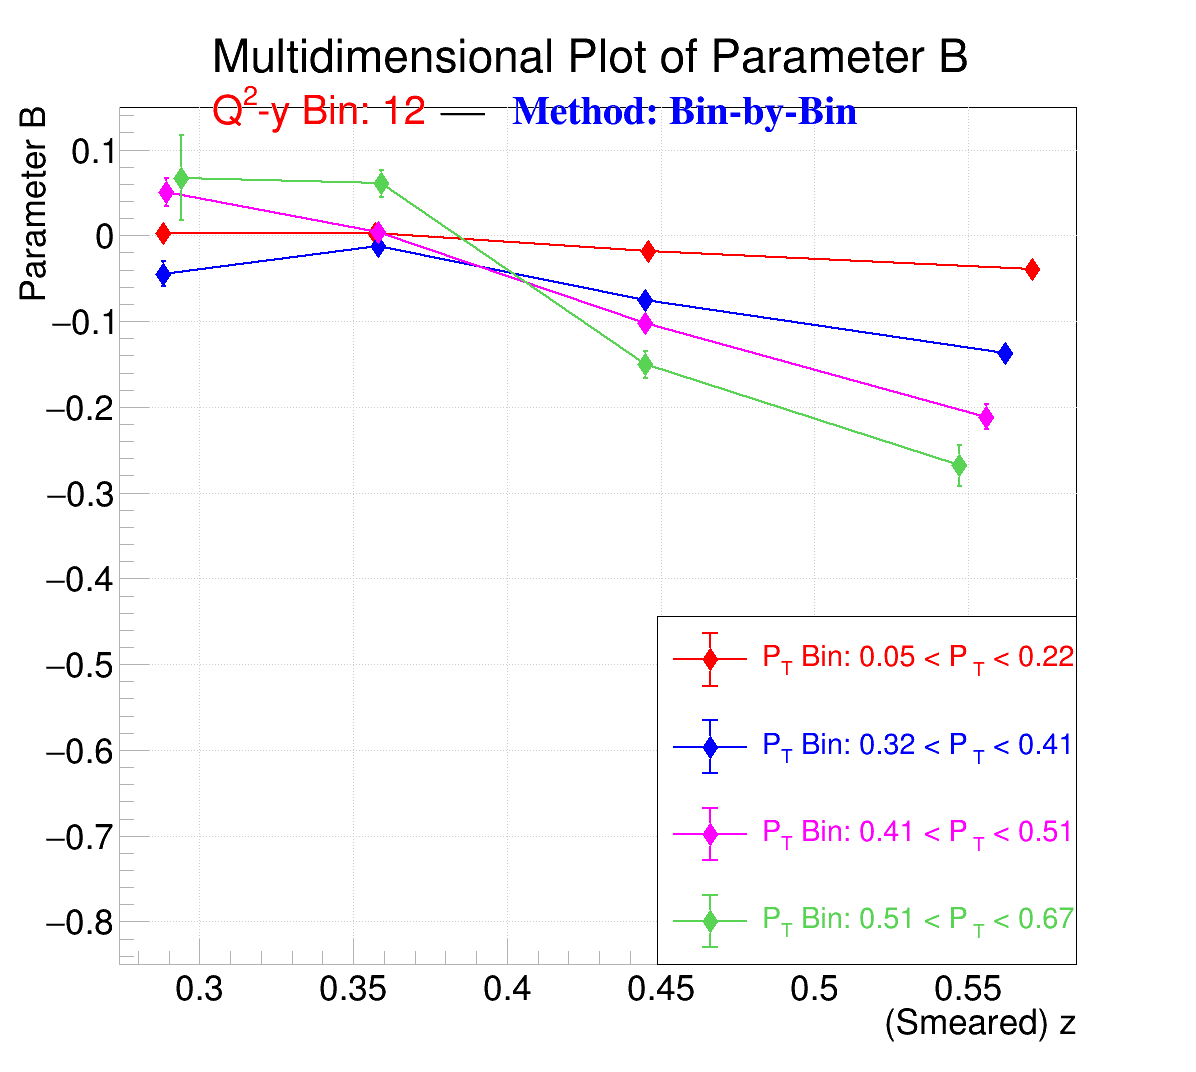 Multidimensional Plot of Parameter B
Q2-y Bin: 12 — Method: Bin-by-Bin
Parameter B
0.1
0
−0.1
−0.2
−0.3
−0.4
−0.5
−0.6
−0.7
−0.8
PT Bin: 0.05 < PT < 0.22
PT Bin: 0.32 < PT < 0.41
PT Bin: 0.41 < PT < 0.51
PT Bin: 0.51 < PT < 0.67
0.3 0.35 0.4 0.45 0.5 0.55
(Smeared) z